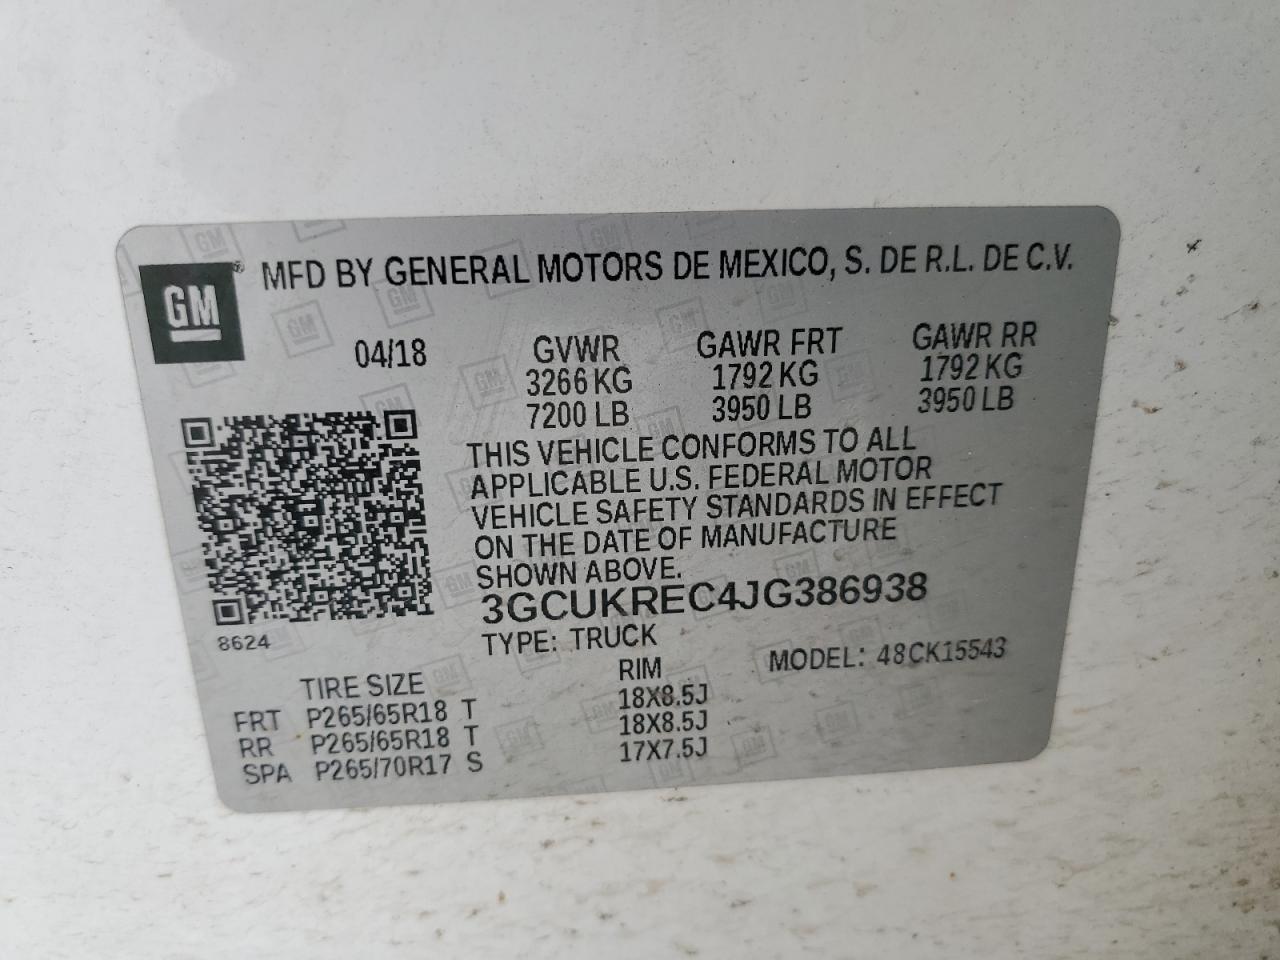 MFD BY GENERAL MOTORS DE MEXICO, S. DE R.L. DE C.V.
GM
04/18 GVWR GAWR FRT GAWR RR
3266 KG 1792 KG 1792 KG
7200 LB 3950 LB 3950 LB
THIS VEHICLE CONFORMS TO ALL
APPLICABLE U.S. FEDERAL MOTOR
VEHICLE SAFETY STANDARDS IN EFFECT
ON THE DATE OF MANUFACTURE
SHOWN ABOVE.
3GCUKREC4JG386938
8624
TYPE: TRUCK
MODEL: 48CK15543
TIRE SIZE RIM
FRT P265/65R18 T 18X8.5J
RR P265/65R18 T 18X8.5J
SPA P265/70R17 S 17X7.5J